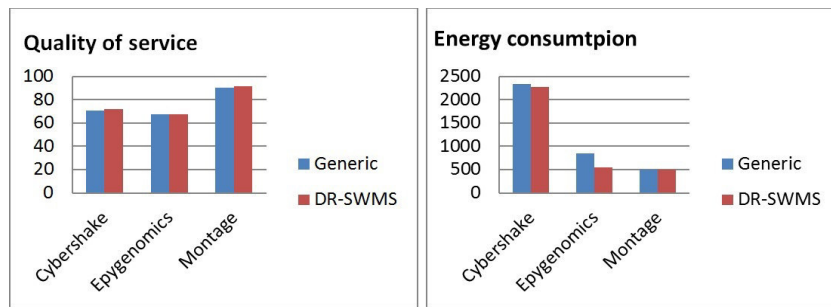 Quality of service
100
80
60
40
20
0
Cybershake
Epygenomics
Montage
Generic
DR-SWMS
Energy consumtpion
2500
2000
1500
1000
500
0
Cybershake
Epygenomics
Montage
Generic
DR-SWMS